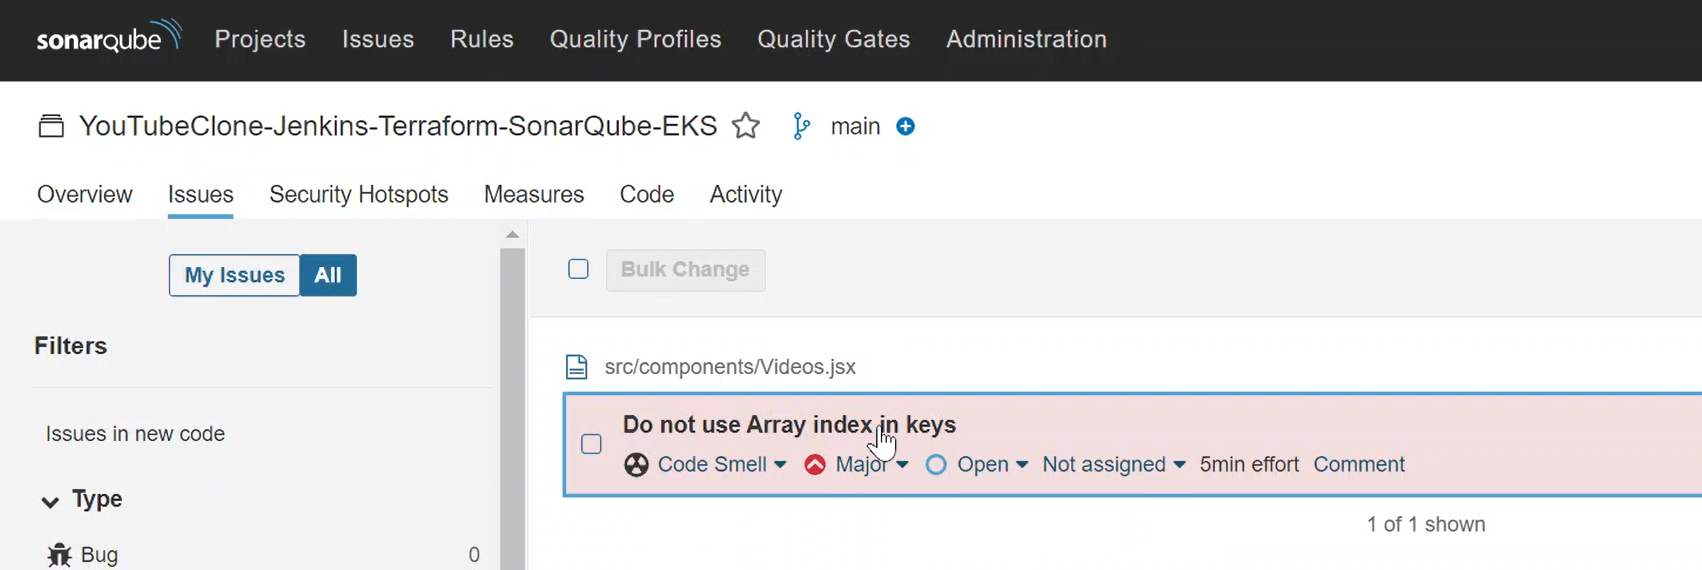 sonarqube Projects Issues Rules Quality Profiles Quality Gates Administration
YouTubeClone-Jenkins-Terraform-SonarQube-EKS main
Overview Issues Security Hotspots Measures Code Activity
My Issues All
Bulk Change
Filters
src/components/Videos.jsx
Issues in new code
Do not use Array index in keys
Code Smell Major Open Not assigned 5min effort Comment
Type
1 of 1 shown
Bug 0